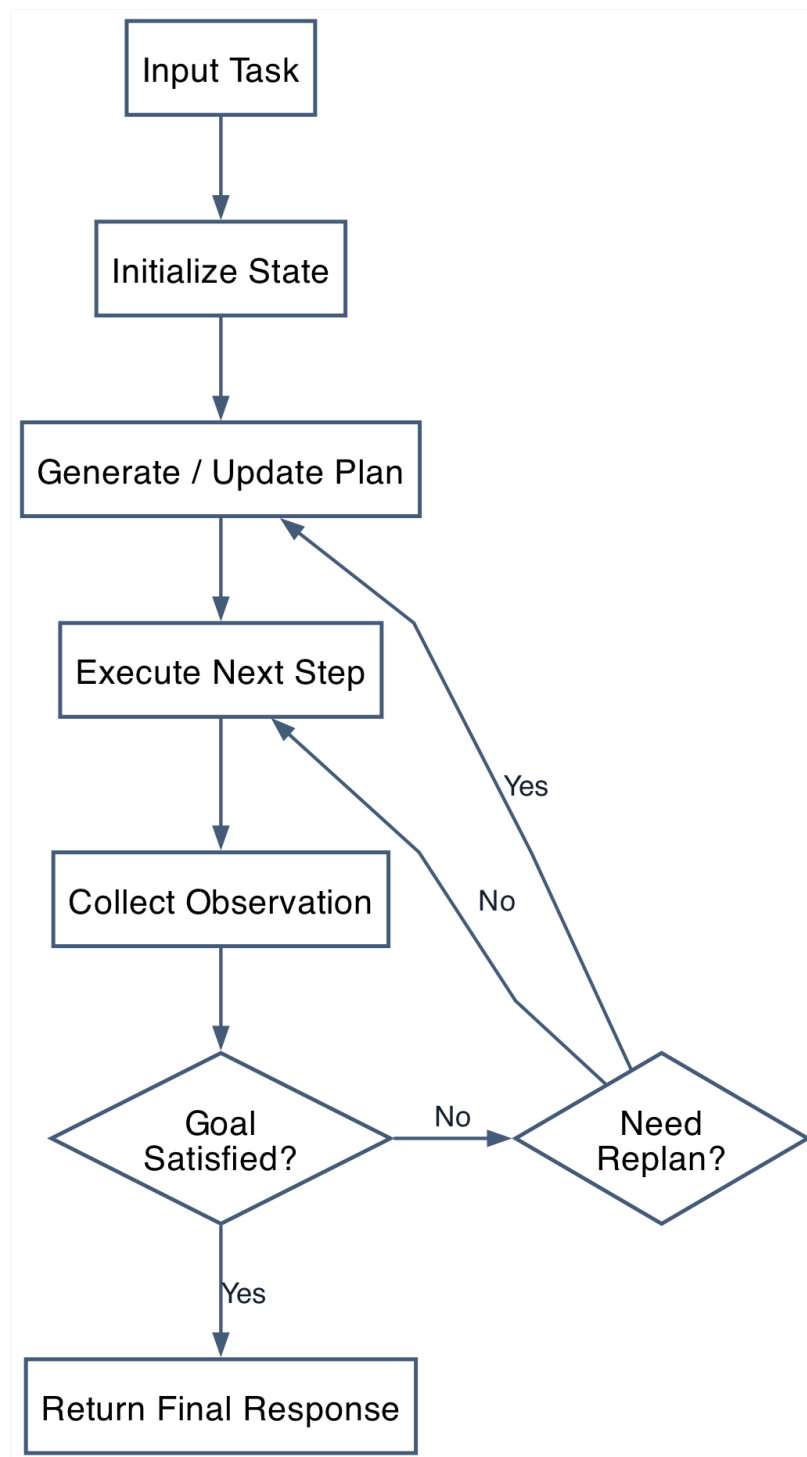 Input Task
Initialize State
Generate / Update Plan
Execute Next Step
Yes
No
Collect Observation
Goal
Satisfied?
No
Need
Replan?
Yes
Return Final Response